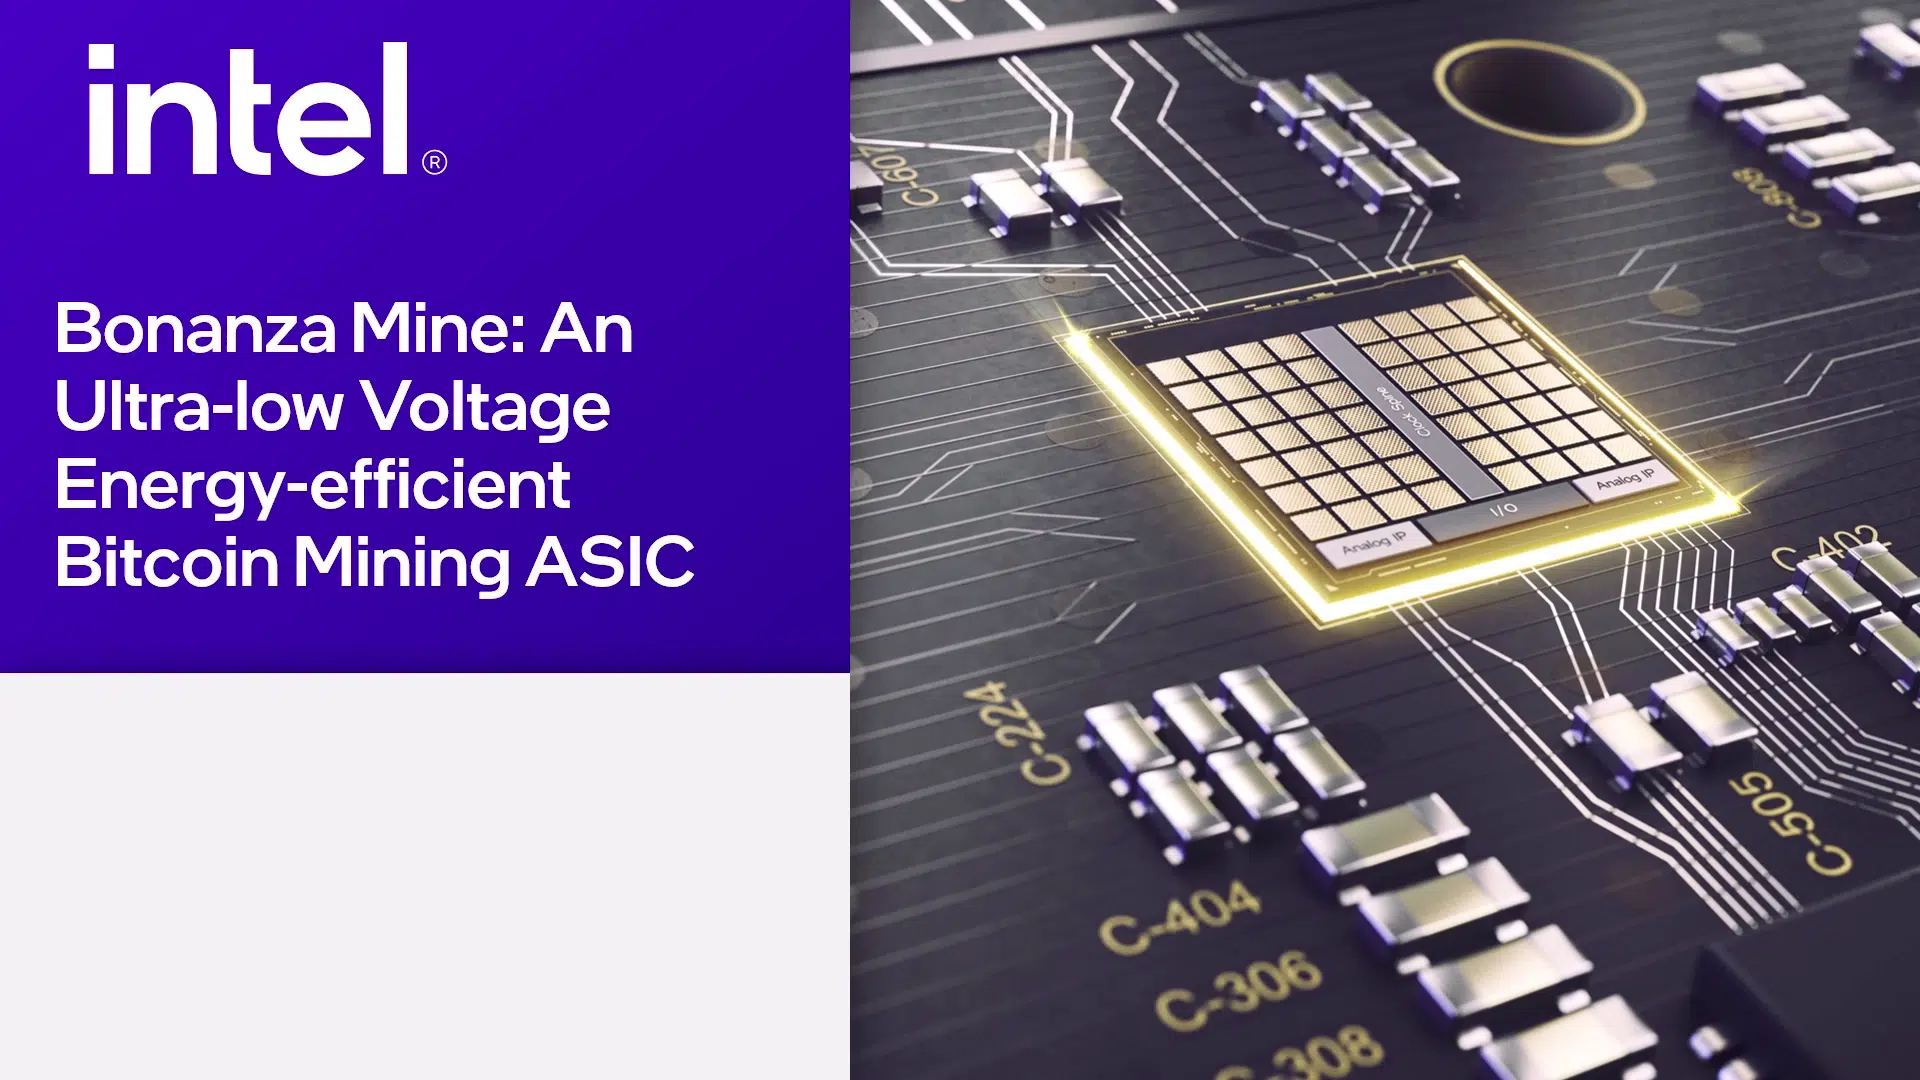 intel®
Bonanza Mine: An
Ultra-low Voltage
Energy-efficient
Bitcoin Mining ASIC
C-607
C-808
Clock Spine
Analog IP
I/O
Analog IP
C-402
C-224
C-505
C-404
C-306
C-308